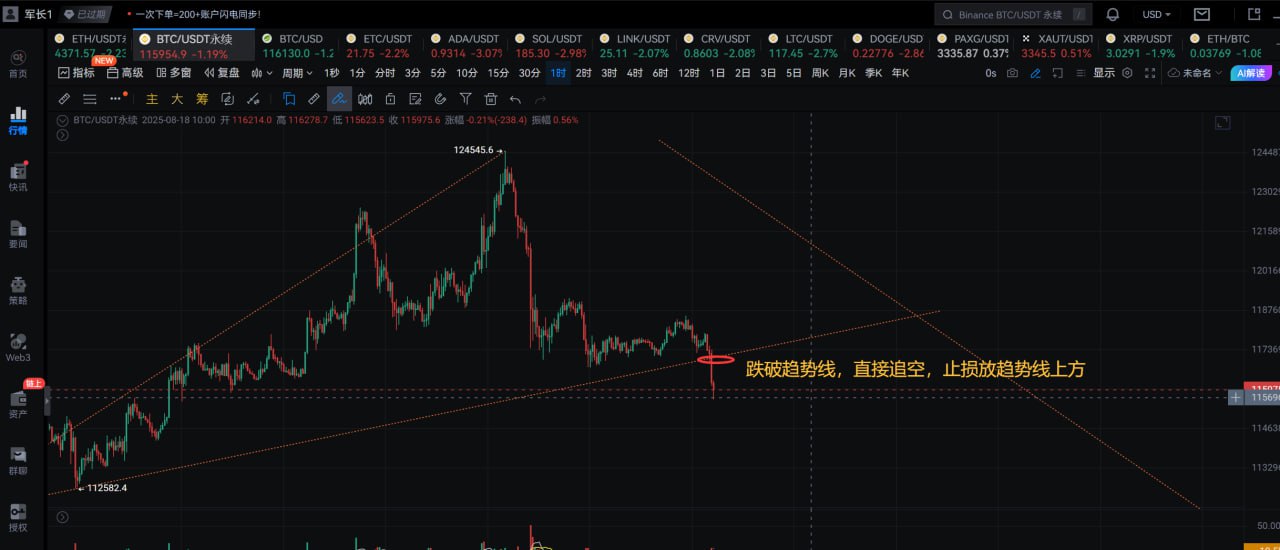 军长1 已过期 一次下单=200+账户闪电同步! Binance BTC/USDT 永续 / USD
ETH/USDT永 BTC/USDT永续 BTC/USD ETC/USDT ADA/USDT SOL/USDT LINK/USDT CRV/USDT LTC/USDT DOGE/USD PAXG/USD XAUT/USD XRP/USDT ETH/BTC
4371.57 -2.23 115954.9 -1.19% 116130.0 -1.2 21.75 -2.2% 0.9314 -3.07% 185.30 -2.98% 25.11 -2.07% 0.8603 -2.08% 117.45 -2.7% 0.22776 -2.86 3335.87 0.37% 3345.5 0.51% 3.0291 -1.9% 0.03769 -1.08
NEW
指标 高级 多窗 复盘 周期 1秒 1分 分时 3分 5分 10分 15分 30分 1时 2时 3时 4时 6时 12时 1日 2日 3日 5日 周K 月K 季K 年K 0s 显示 未命名 AI解读
主 大 筹
BTC/USDT永续 2025-08-18 10:00 开 116214.0 高 116278.7 低 115623.5 收 115975.6 涨幅 -0.21%(-238.4) 振幅 0.56%
首页
行情
快讯
要闻
策略
Web3
链上
资产
群聊
授权
124545.6
112582.4
跌破趋势线，直接追空，止损放趋势线上方
124487
123029
121589
120166
118760
117369
115696
114638
113296
50.00